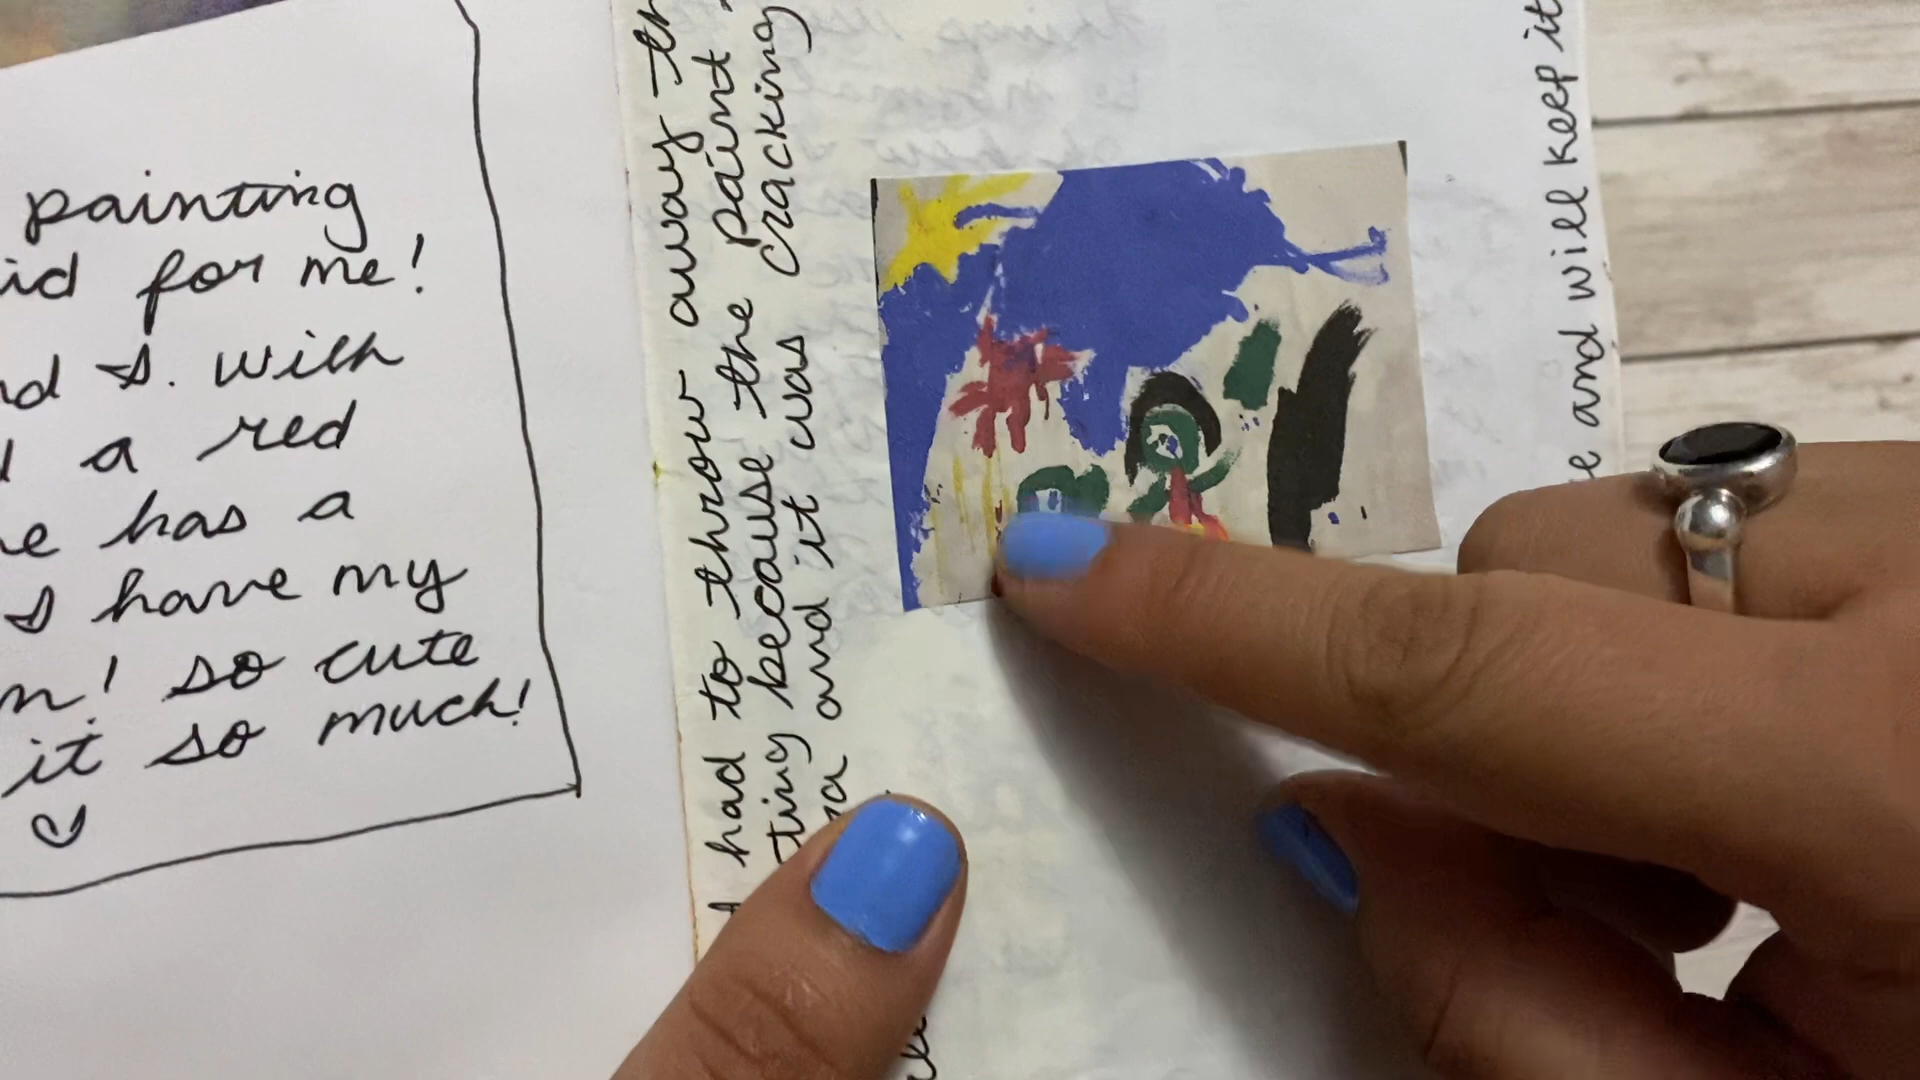 painting
id for me!
nd I. with
a red
e has a
I have my
m! so cute
it so much!
had to throw away th
ting because the paint
na and it was cracking
e and will keep it